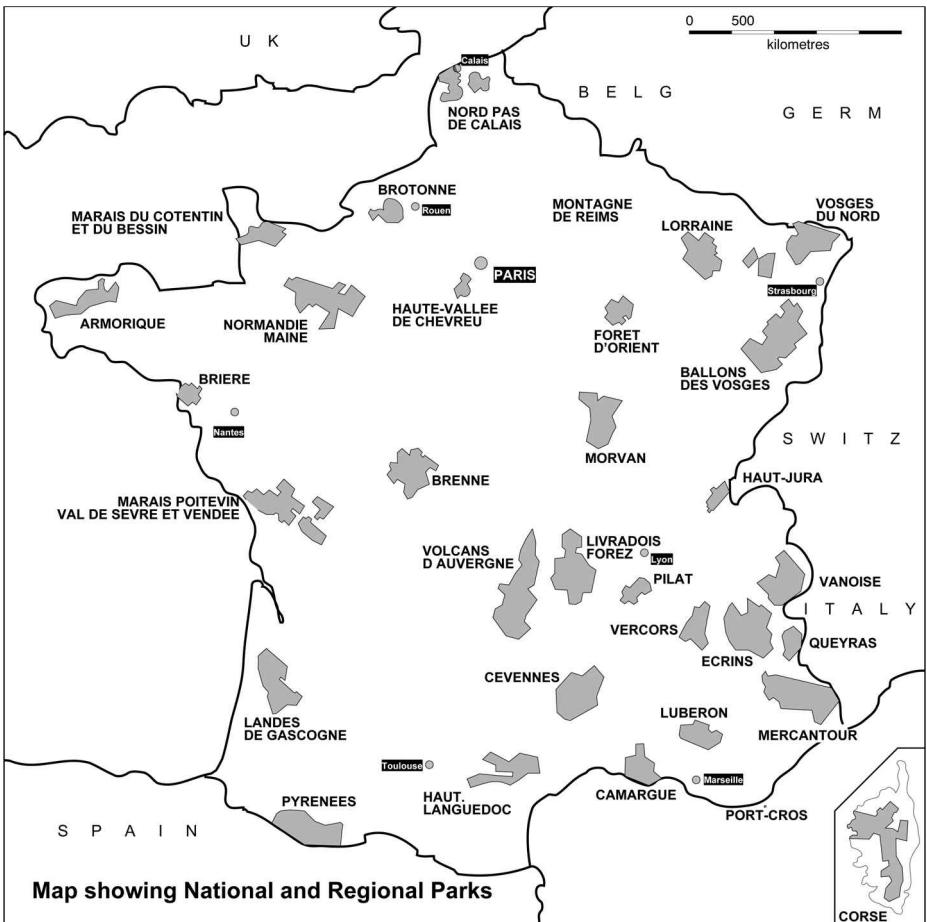 0 500
kilometres
U K
Calais
B E L G
NORD PAS
DE CALAIS
G E R M
BROTONNE
Rouen
MARAIS DU COTENTIN
ET DU BESSIN
MONTAGNE
DE REIMS
LORRAINE
VOSGES
DU NORD
PARIS
Strasbourg
ARMORIQUE
NORMANDIE
MAINE
HAUTE-VALLEE
DE CHEVREU
FORET
D'ORIENT
BALLONS
DES VOSGES
BRIERE
Nantes
S W I T Z
MORVAN
BRENNE
HAUT-JURA
MARAIS POITEVIN
VAL DE SEVRE ET VENDEE
VOLCANS
D AUVERGNE
LIVRADOIS
FOREZ
Lyon
PILAT
VANOISE
I T A L Y
VERCORS
ECRINS
QUEYRAS
CEVENNES
LANDES
DE GASCOGNE
LUBERON
MERCANTOUR
Toulouse
HAUT.
LANGUEDOC
CAMARGUE
Marseille
PORT-CROS
PYRENEES
S P A I N
Map showing National and Regional Parks
CORSE